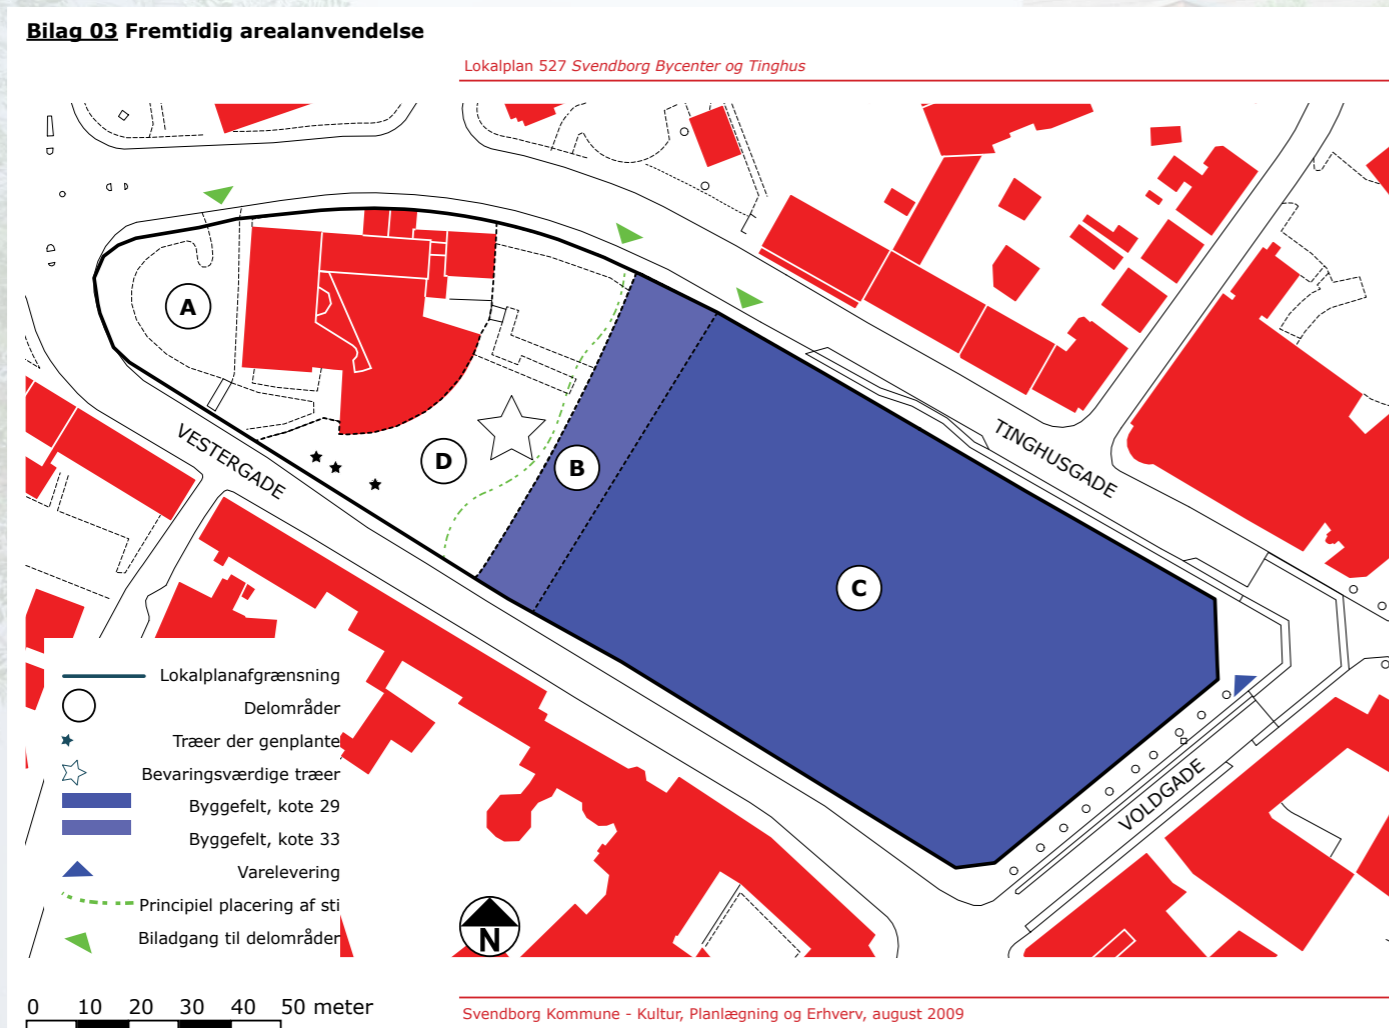 Bilag 03 Fremtidig arealanvendelse
Lokalplan 527 Svendborg Bycenter og Tinghus
A
D
B
C
VESTERGADE
TINGHUSGADE
VOLDGADE
Lokalplanafgrænsning
Delområder
Træer der genplante
Bevaringsværdige træer
Byggefelt, kote 29
Byggefelt, kote 33
Varelevering
Principiel placering af sti
Biladgang til delområder
N
0 10 20 30 40 50 meter
Svendborg Kommune - Kultur, Planlægning og Erhverv, august 2009